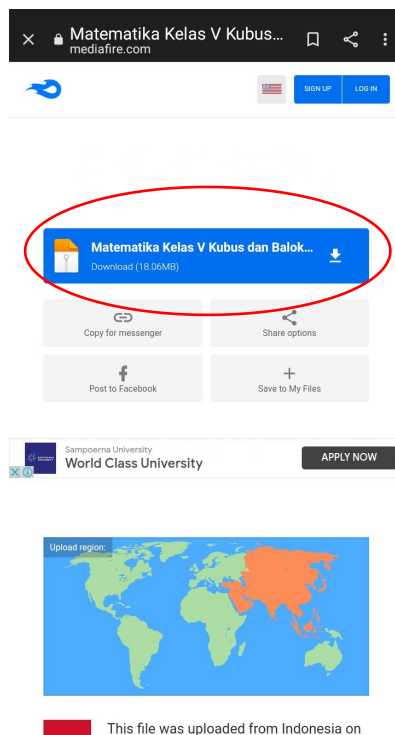 Matematika Kelas V Kubus...
mediafire.com
SIGN UP
LOG IN
Matematika Kelas V Kubus dan Balok...
Download (18.06MB)
Copy for messenger
Share options
Post to Facebook
Save to My Files
Sampoerna University
World Class University
APPLY NOW
Upload region:
This file was uploaded from Indonesia on